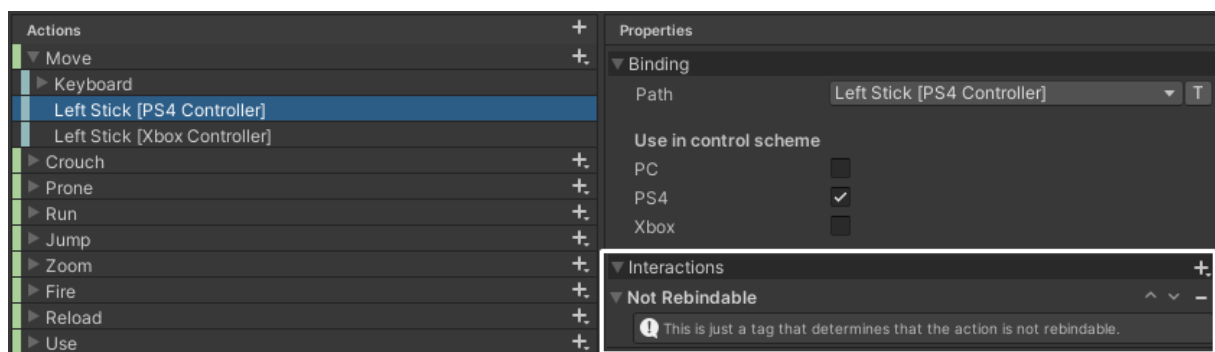 Actions
Move
Keyboard
Left Stick [PS4 Controller]
Left Stick [Xbox Controller]
Crouch
Prone
Run
Jump
Zoom
Fire
Reload
Use
Properties
Binding
Path Left Stick [PS4 Controller] T
Use in control scheme
PC
PS4
Xbox
Interactions
Not Rebindable
This is just a tag that determines that the action is not rebindable.